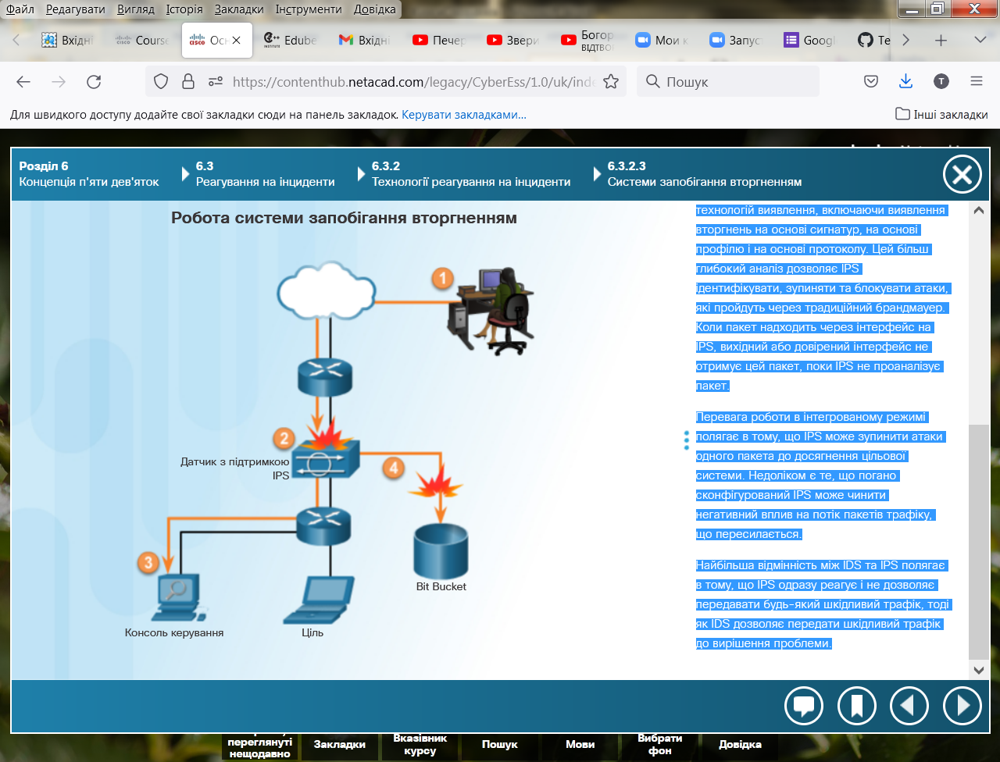 Файл Редагувати Вигляд Історія Закладки Інструменти Довідка
Вхідні Course Осн Edube Вхідні Печер Звери Богор Мои к Запус Googl Te
https://contenthub.netacad.com/legacy/CyberEss/1.0/uk/inde
Пошук
T
Для швидкого доступу додайте свої закладки сюди на панель закладок. Керувати закладками...
Інші закладки
Розділ 6
Концепція п'яти дев'яток
6.3
Реагування на інциденти
6.3.2
Технології реагування на інциденти
6.3.2.3
Системи запобігання вторгненням
Робота системи запобігання вторгненням
1
2
Датчик з підтримкою
IPS
4
3
Bit Bucket
Консоль керування
Ціль
технологій виявлення, включаючи виявлення
вторгнень на основі сигнатур, на основі
профілю і на основі протоколу. Цей більш
глибокий аналіз дозволяє IPS
ідентифікувати, зупиняти та блокувати атаки,
які пройдуть через традиційний брандмауер.
Коли пакет надходить через інтерфейс на
IPS, вихідний або довірений інтерфейс не
отримує цей пакет, поки IPS не проаналізує
пакет.
Перевага роботи в інтегрованому режимі
полягає в тому, що IPS може зупинити атаки
одного пакета до досягнення цільової
системи. Недоліком є те, що погано
сконфігурований IPS може чинити
негативний вплив на потік пакетів трафіку,
що пересилається.
Найбільша відмінність між IDS та IPS полягає
в тому, що IPS одразу реагує і не дозволяє
передавати будь-який шкідливий трафік, тоді
як IDS дозволяє передати шкідливий трафік
до вирішення проблеми.
переглянуті
нещодавно
Закладки
Вказівник
курсу
Пошук
Мови
Вибрати
фон
Довідка